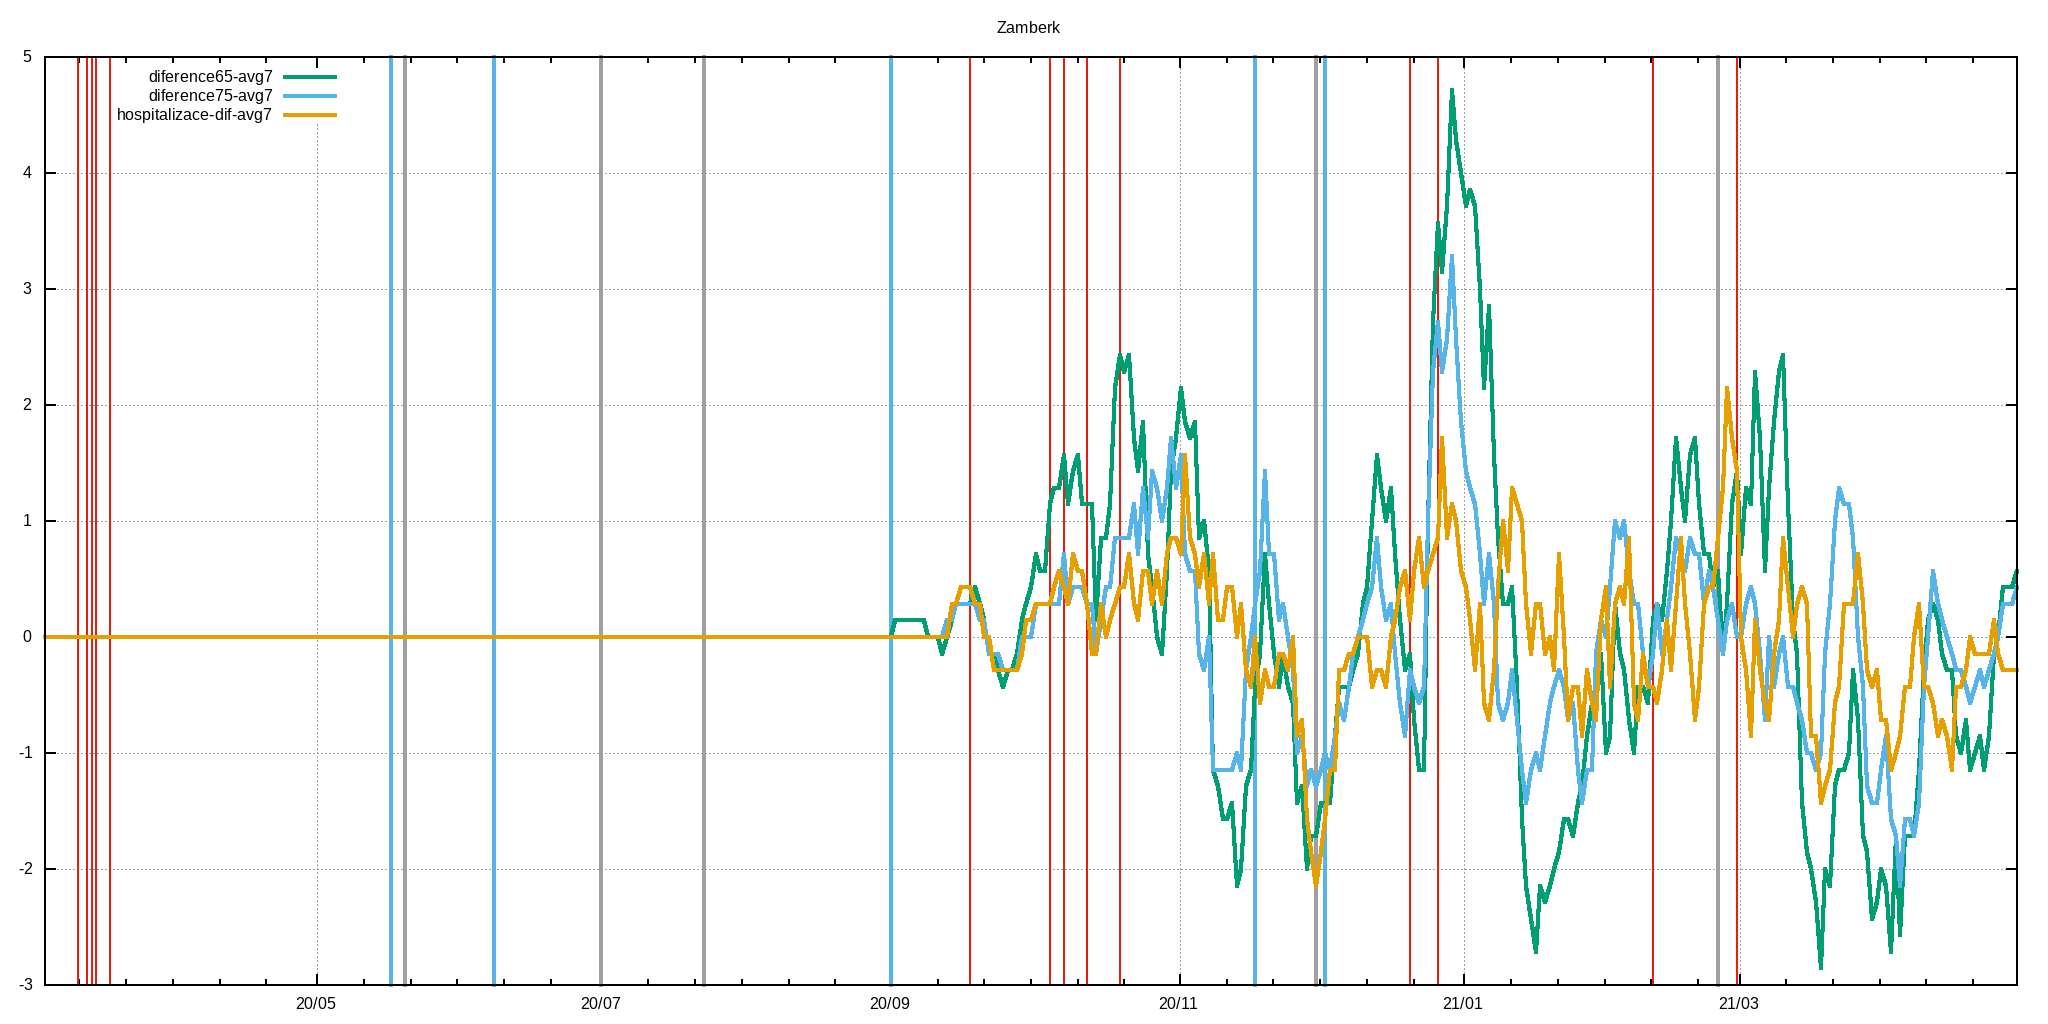 Zamberk
5
diference65-avg7
diference75-avg7
hospitalizace-dif-avg7
4
3
2
1
0
-1
-2
-3
20/05 20/07 20/09 20/11 21/01 21/03